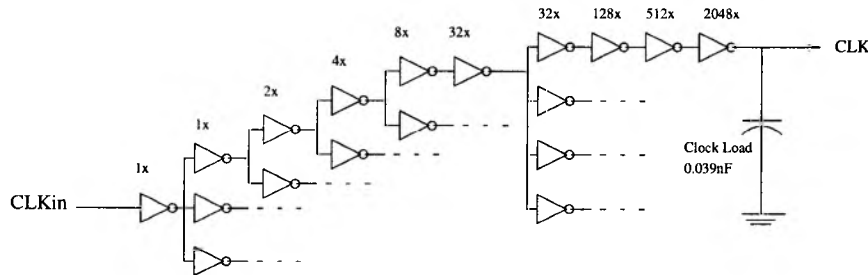 32x 128x 512x 2048x
8x 32x
4x
2x
1x
1x
CLK
CLKin
Clock Load
0.039nF